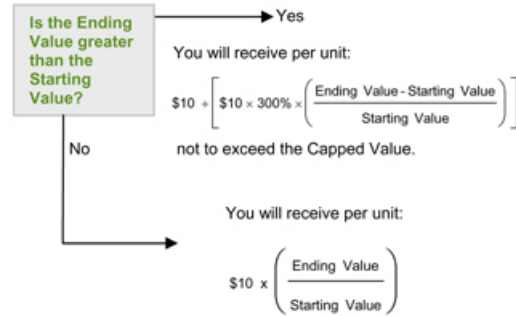 Is the Ending
Value greater
than the
Starting
Value?
Yes
You will receive per unit:
$10 + [ $10 × 300% × ( Ending Value - Starting Value / Starting Value ) ]
No
not to exceed the Capped Value.
You will receive per unit:
$10 x ( Ending Value / Starting Value )